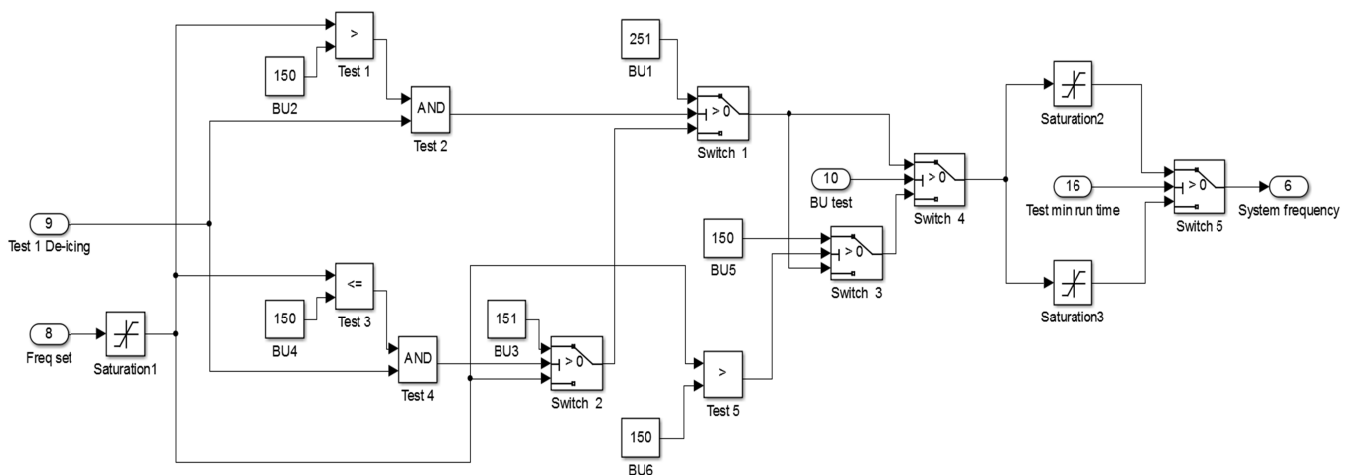 >
Test 1
150
BU2
AND
Test 2
251
BU1
> 0
Switch 1
9
Test 1 De-icing
<=
Test 3
150
BU4
8
Freq set
Saturation1
AND
Test 4
151
BU3
> 0
Switch 2
150
BU5
> 0
Switch 3
>
Test 5
150
BU6
10
BU test
> 0
Switch 4
Saturation2
16
Test min run time
Saturation3
> 0
Switch 5
6
System frequency